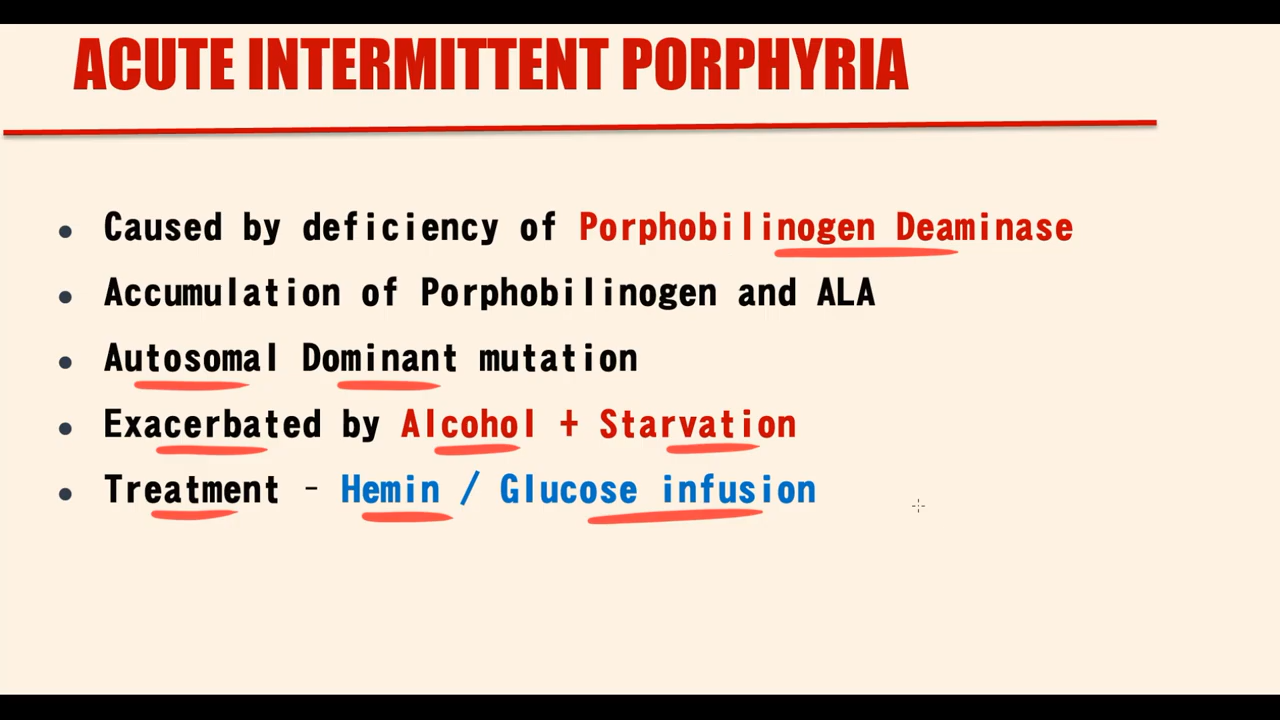 ACUTE INTERMITTENT PORPHYRIA
• Caused by deficiency of Porphobilinogen Deaminase
• Accumulation of Porphobilinogen and ALA
• Autosomal Dominant mutation
• Exacerbated by Alcohol + Starvation
• Treatment - Hemin / Glucose infusion